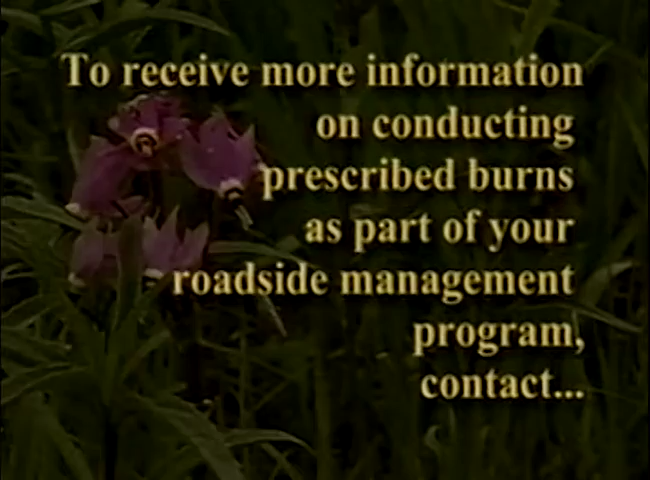 To receive more information
on conducting
prescribed burns
as part of your
roadside management
program,
contact...